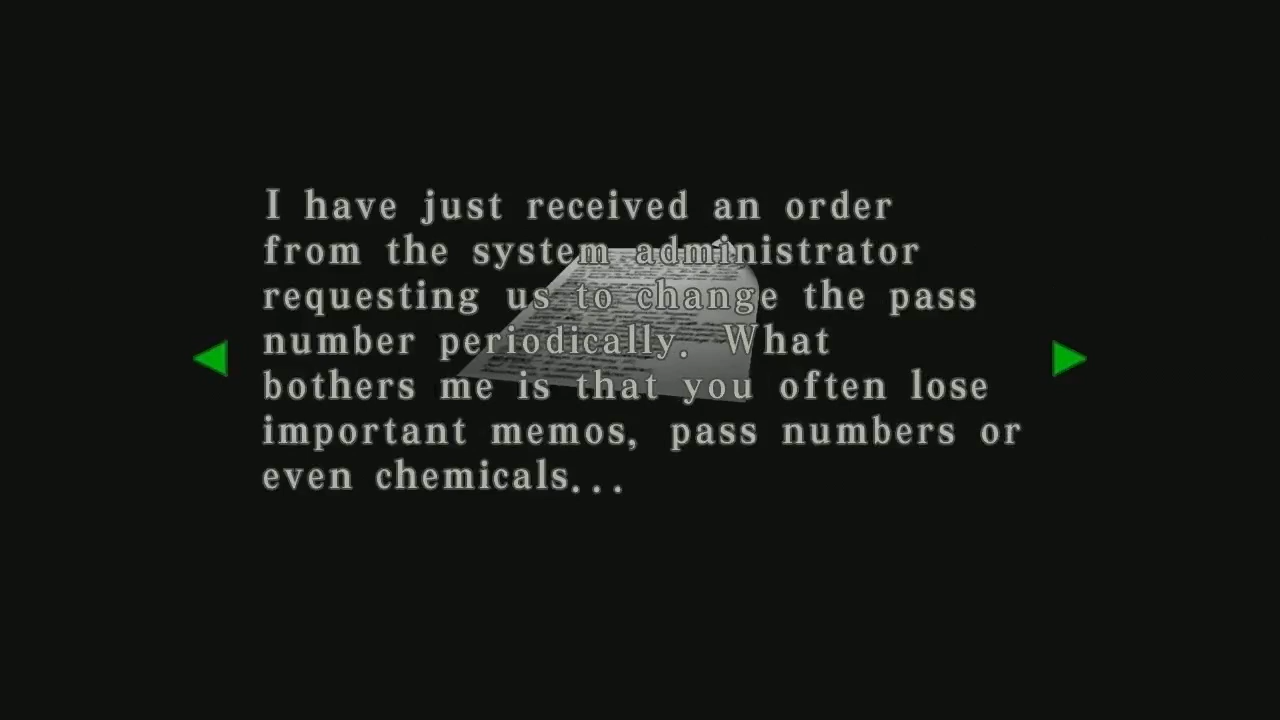 I have just received an order
from the system administrator
requesting us to change the pass
number periodically. What
bothers me is that you often lose
important memos, pass numbers or
even chemicals...